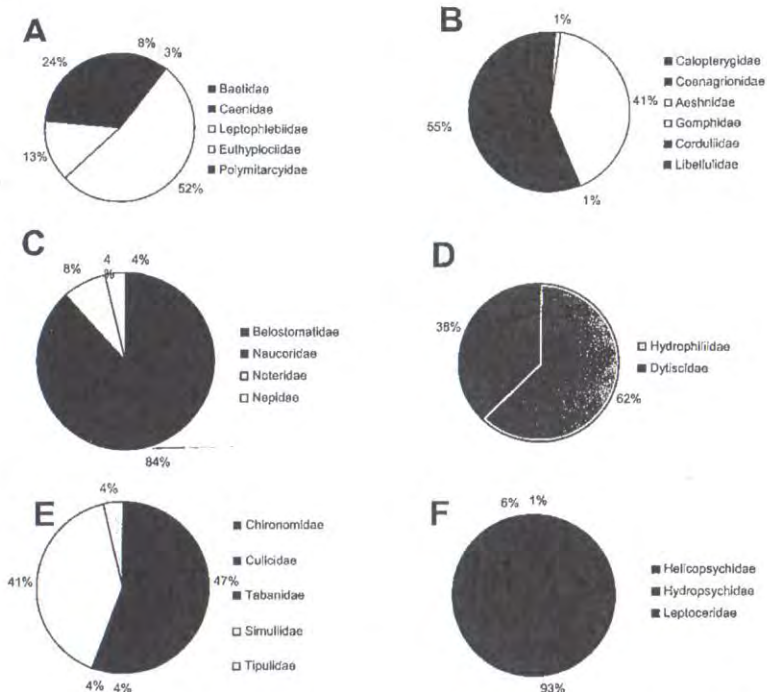 A
8%
3%
24%
13%
52%
Baetidae
Caenidae
Leptophlebiidae
Euthyplociidae
Polymitarcyidae
B
1%
41%
55%
1%
Calopterygidae
Coenagrionidae
Aeshnidae
Gomphidae
Corduliidae
Libellulidae
C
8%
4
%
4%
84%
Belostomatidae
Naucoridae
Noteridae
Nepidae
D
38%
62%
Hydrophiliidae
Dytiscidae
E
4%
41%
47%
4%
4%
Chironomidae
Culicidae
Tabanidae
Simuliidae
Tipulidae
F
6%
1%
93%
Helicopsychidae
Hydropsychidae
Leptoceridae